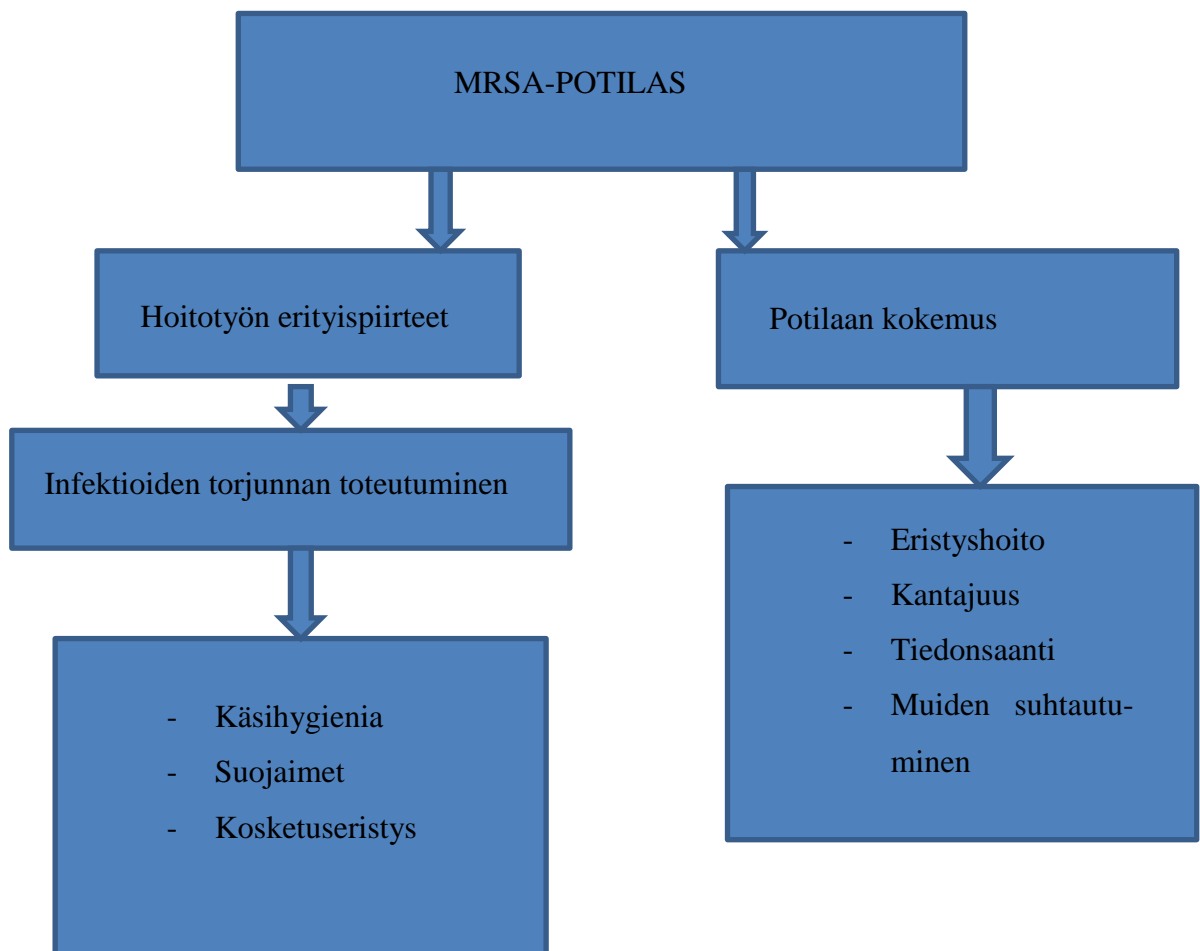 MRSA-POTILAS
Hoitotyön erityispiirteet
Potilaan kokemus
Infektioiden torjunnan toteutuminen
- Eristyshoito
- Kantajuus
- Tiedonsaanti
- Muiden suhtautu-
minen
- Käsihygienia
- Suojaimet
- Kosketuseristys